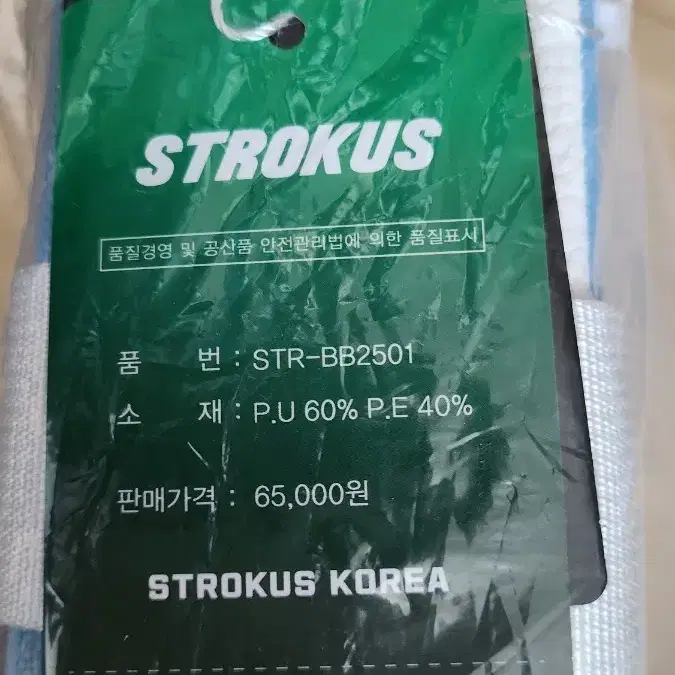 STROKUS
품질경영 및 공산품 안전관리법에 의한 품질표시
품 번 : STR-BB2501
소 재 : P.U 60% P.E 40%
판매가격 : 65,000원
STROKUS KOREA